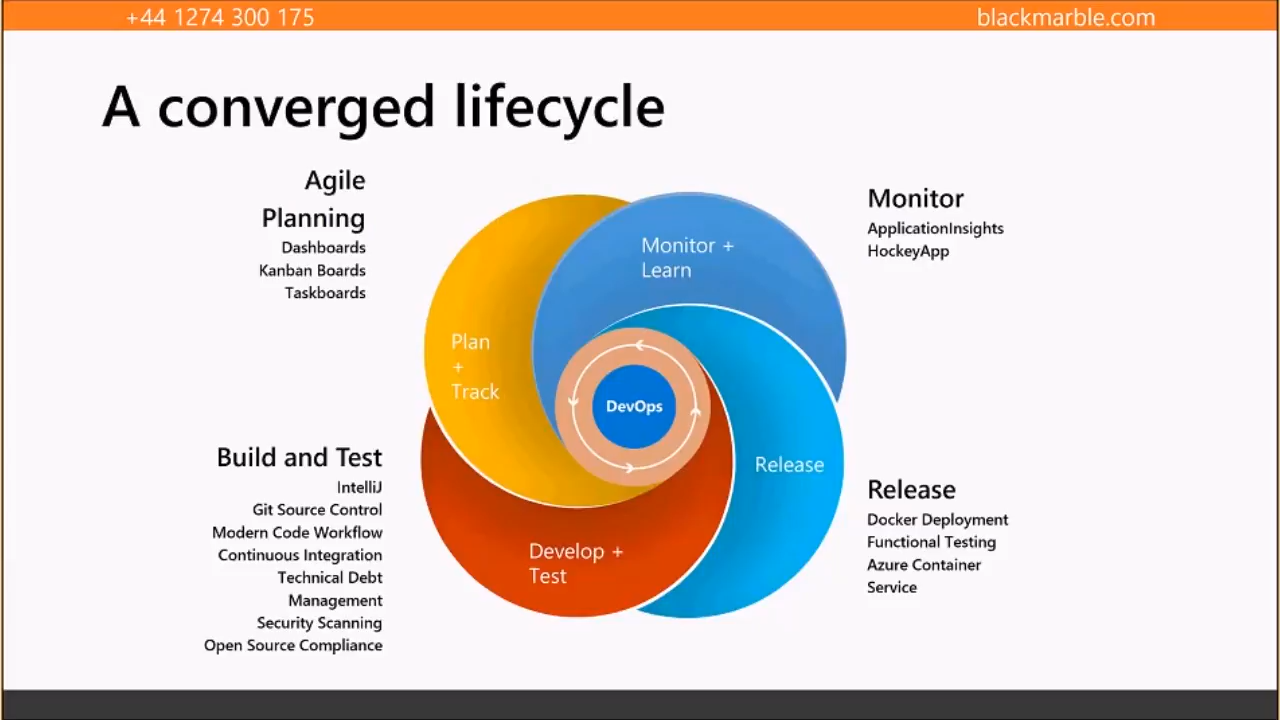 +44 1274 300 175
blackmarble.com
A converged lifecycle
Agile
Planning
Dashboards
Kanban Boards
Taskboards
Monitor
ApplicationInsights
HockeyApp
Monitor +
Learn
Plan
+
Track
DevOps
Release
Develop +
Test
Build and Test
IntelliJ
Git Source Control
Modern Code Workflow
Continuous Integration
Technical Debt
Management
Security Scanning
Open Source Compliance
Release
Docker Deployment
Functional Testing
Azure Container
Service